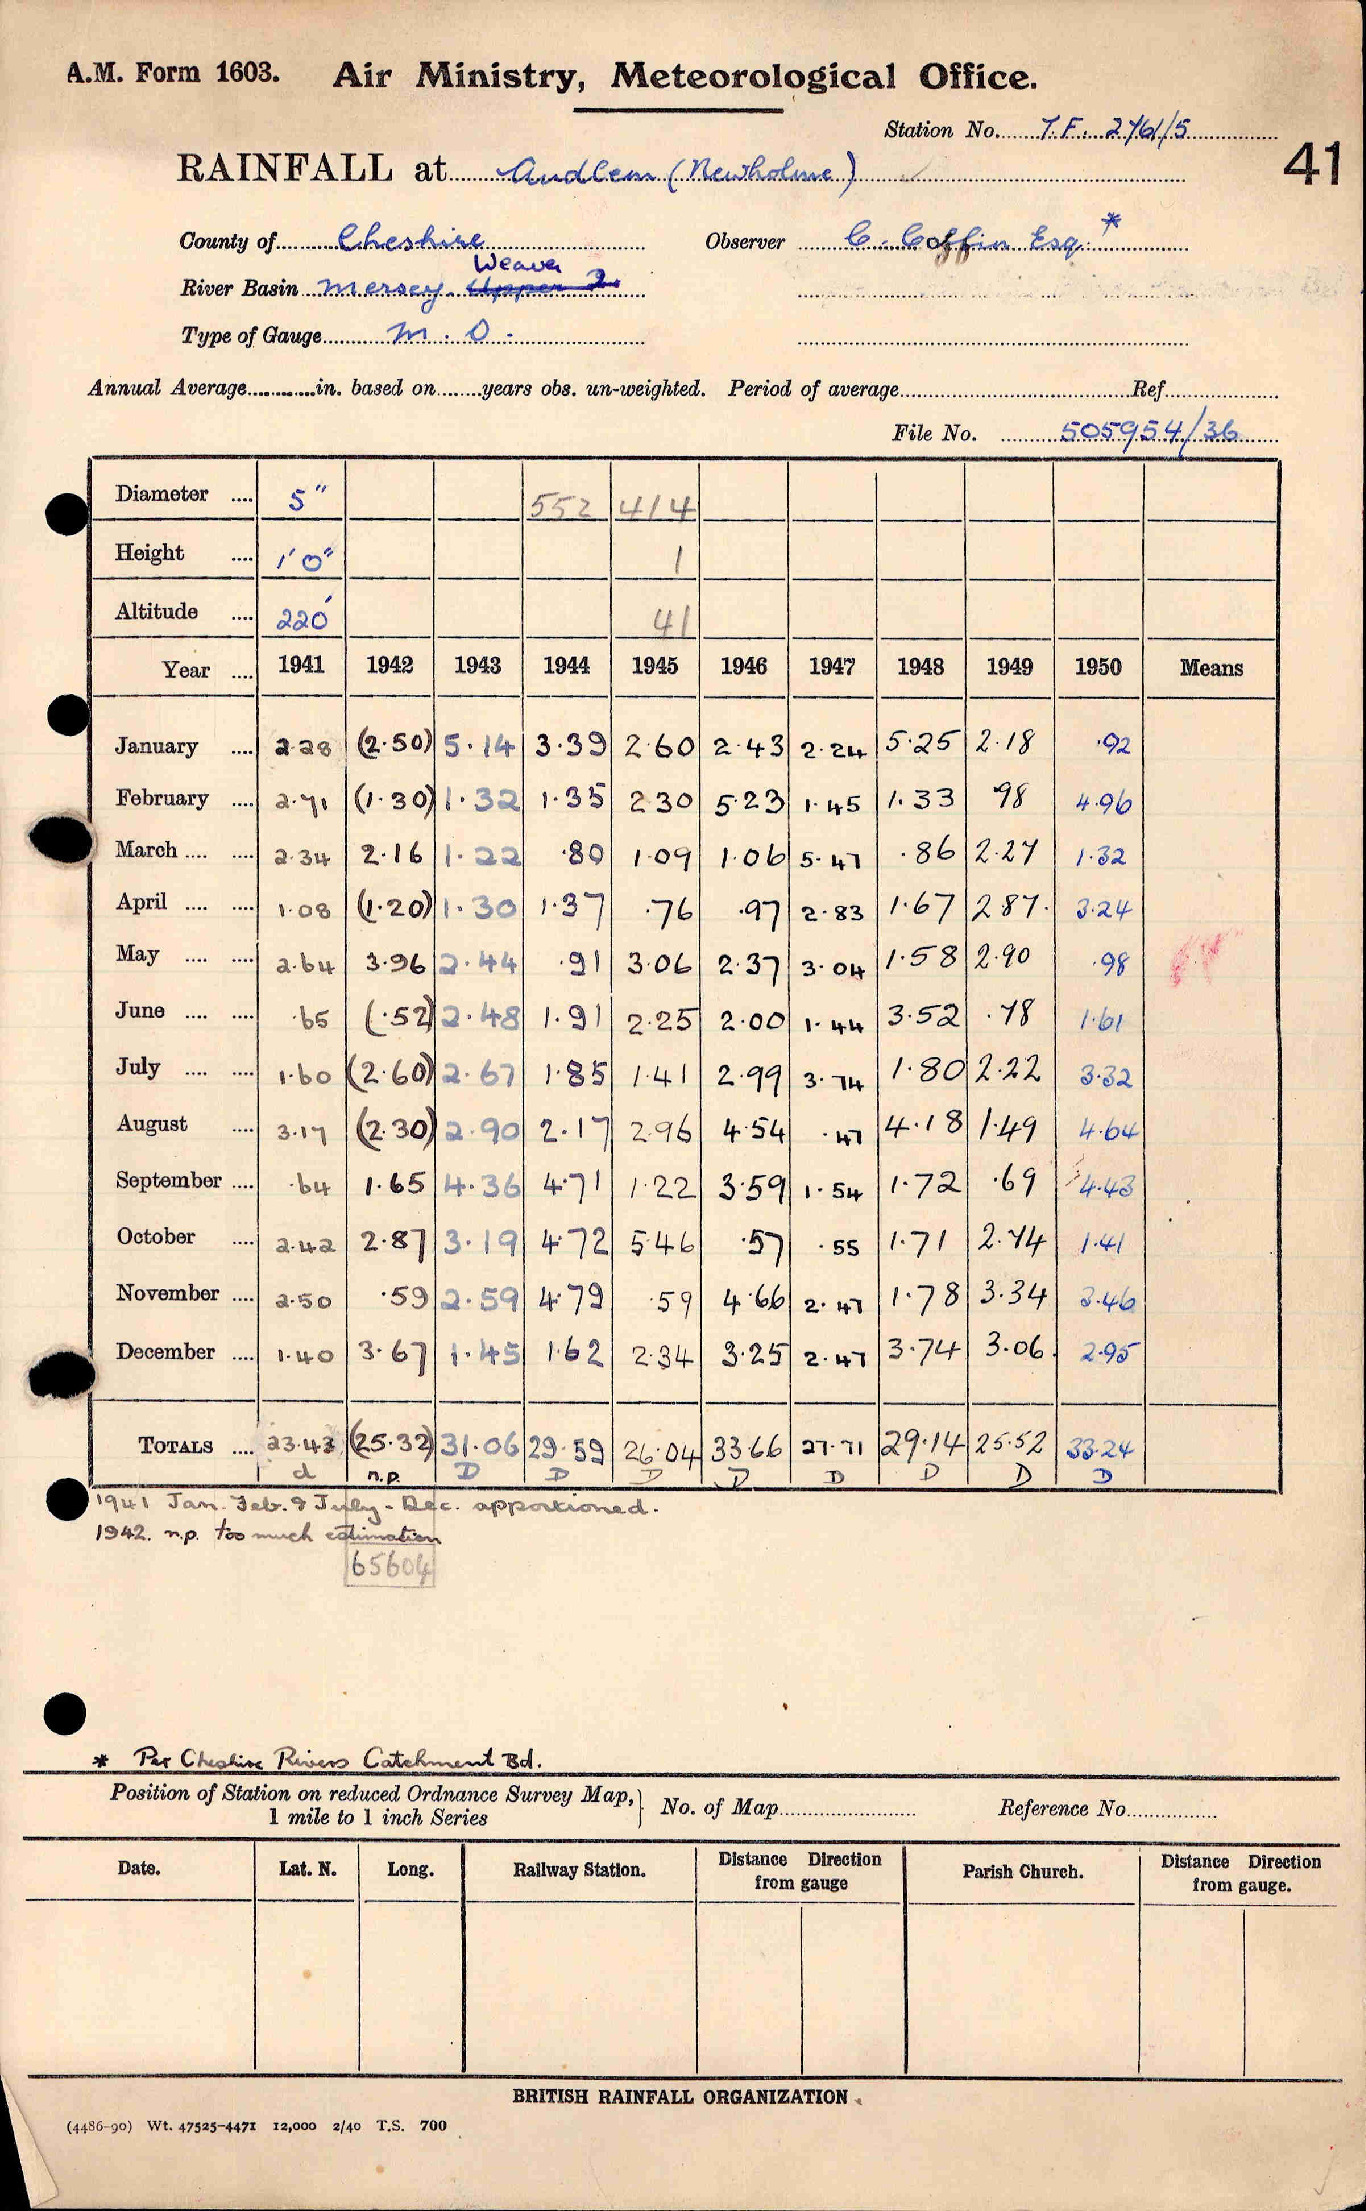 A.M. Form 1603. Air Ministry, Meteorological Office.
Station No. T.F. 2761/5
41
RAINFALL at Audlem (Newholme)
County of Cheshire Observer C. Coffin Esq. *
Weaver
River Basin Mersey. Upper 2
Type of Gauge M.O.
Annual Average in. based on years obs. un-weighted. Period of average Ref
File No. 505954/36
Diameter 5" 552 414
Height 1'0" 1
Altitude 220' 41
Year 1941 1942 1943 1944 1945 1946 1947 1948 1949 1950 Means
January 2.28 (2.50) 5.14 3.39 2.60 2.43 2.24 5.25 2.18 .92
February 2.71 (1.30) 1.32 1.35 2.30 5.23 1.45 1.33 .98 4.96
March 2.34 2.16 1.22 .80 1.09 1.06 5.47 .86 2.27 1.32
April 1.08 (1.20) 1.30 1.37 .76 .97 2.83 1.67 2.87 3.24
May 2.64 3.96 2.44 .91 3.06 2.37 3.04 1.58 2.90 .98
June .65 (.52) 2.48 1.91 2.25 2.00 1.44 3.52 .78 1.61
July 1.60 (2.60) 2.67 1.85 1.41 2.99 3.74 1.80 2.22 3.32
August 3.17 (2.30) 2.90 2.17 2.96 4.54 .47 4.18 1.49 4.64
September .64 1.65 4.36 4.71 1.22 3.59 1.54 1.72 .69 4.43
October 2.42 2.87 3.19 4.72 5.46 .57 .55 1.71 2.74 1.41
November 2.50 .59 2.59 4.79 .59 4.66 2.47 1.78 3.34 3.46
December 1.40 3.67 1.45 1.62 2.34 3.25 2.47 3.74 3.06 2.95
TOTALS 23.43 (25.32) 31.06 29.59 26.04 33.66 27.71 29.14 25.52 33.24
d n.p. D D D D D D D D
1941 Jan. Feb. & July - Dec. apportioned.
1942. n.p. too much estimation
65604
* Per Cheshire Rivers Catchment Bd.
Position of Station on reduced Ordnance Survey Map, No. of Map Reference No.
1 mile to 1 inch Series
Date. Lat. N. Long. Railway Station. Distance Direction from gauge Parish Church. Distance Direction from gauge.
BRITISH RAINFALL ORGANIZATION
(4486-90) Wt. 47525-4471 12,000 2/40 T.S. 700